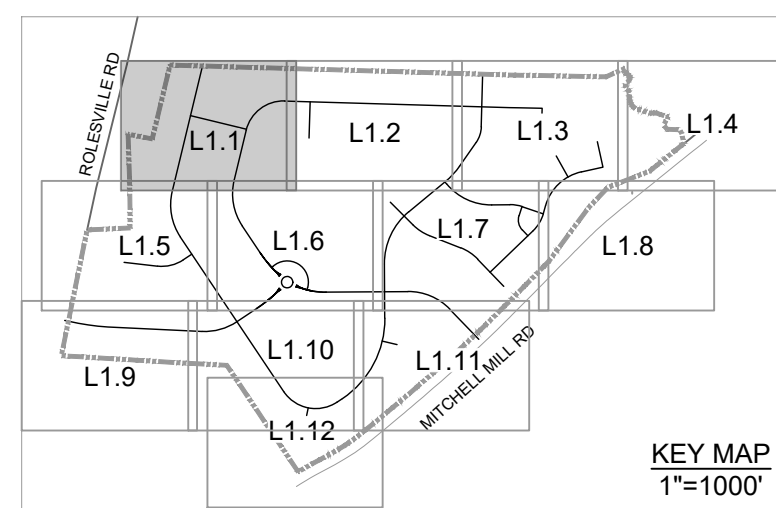 ROLESVILLE RD
L1.1
L1.2
L1.3
L1.4
L1.5
L1.6
L1.7
L1.8
L1.9
L1.10
L1.11
L1.12
MITCHELL MILL RD
KEY MAP
1"=1000'